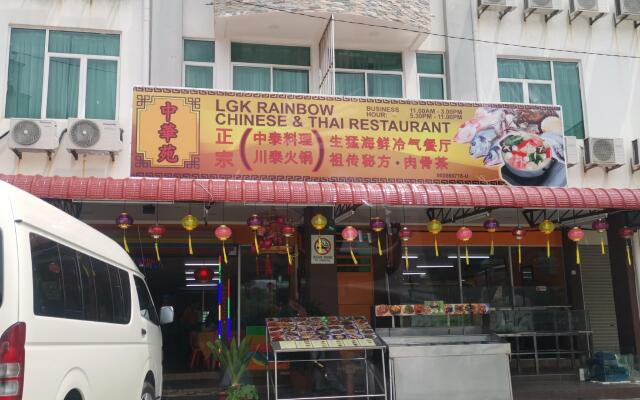 中華苑
LGK RAINBOW
CHINESE & THAI RESTAURANT
BUSINESS HOUR: 11.00AM - 3.00PM
5.30PM - 11.00PM
正宗
中泰料理
川泰火锅
生猛海鲜冷气餐厅
祖传秘方·肉骨茶